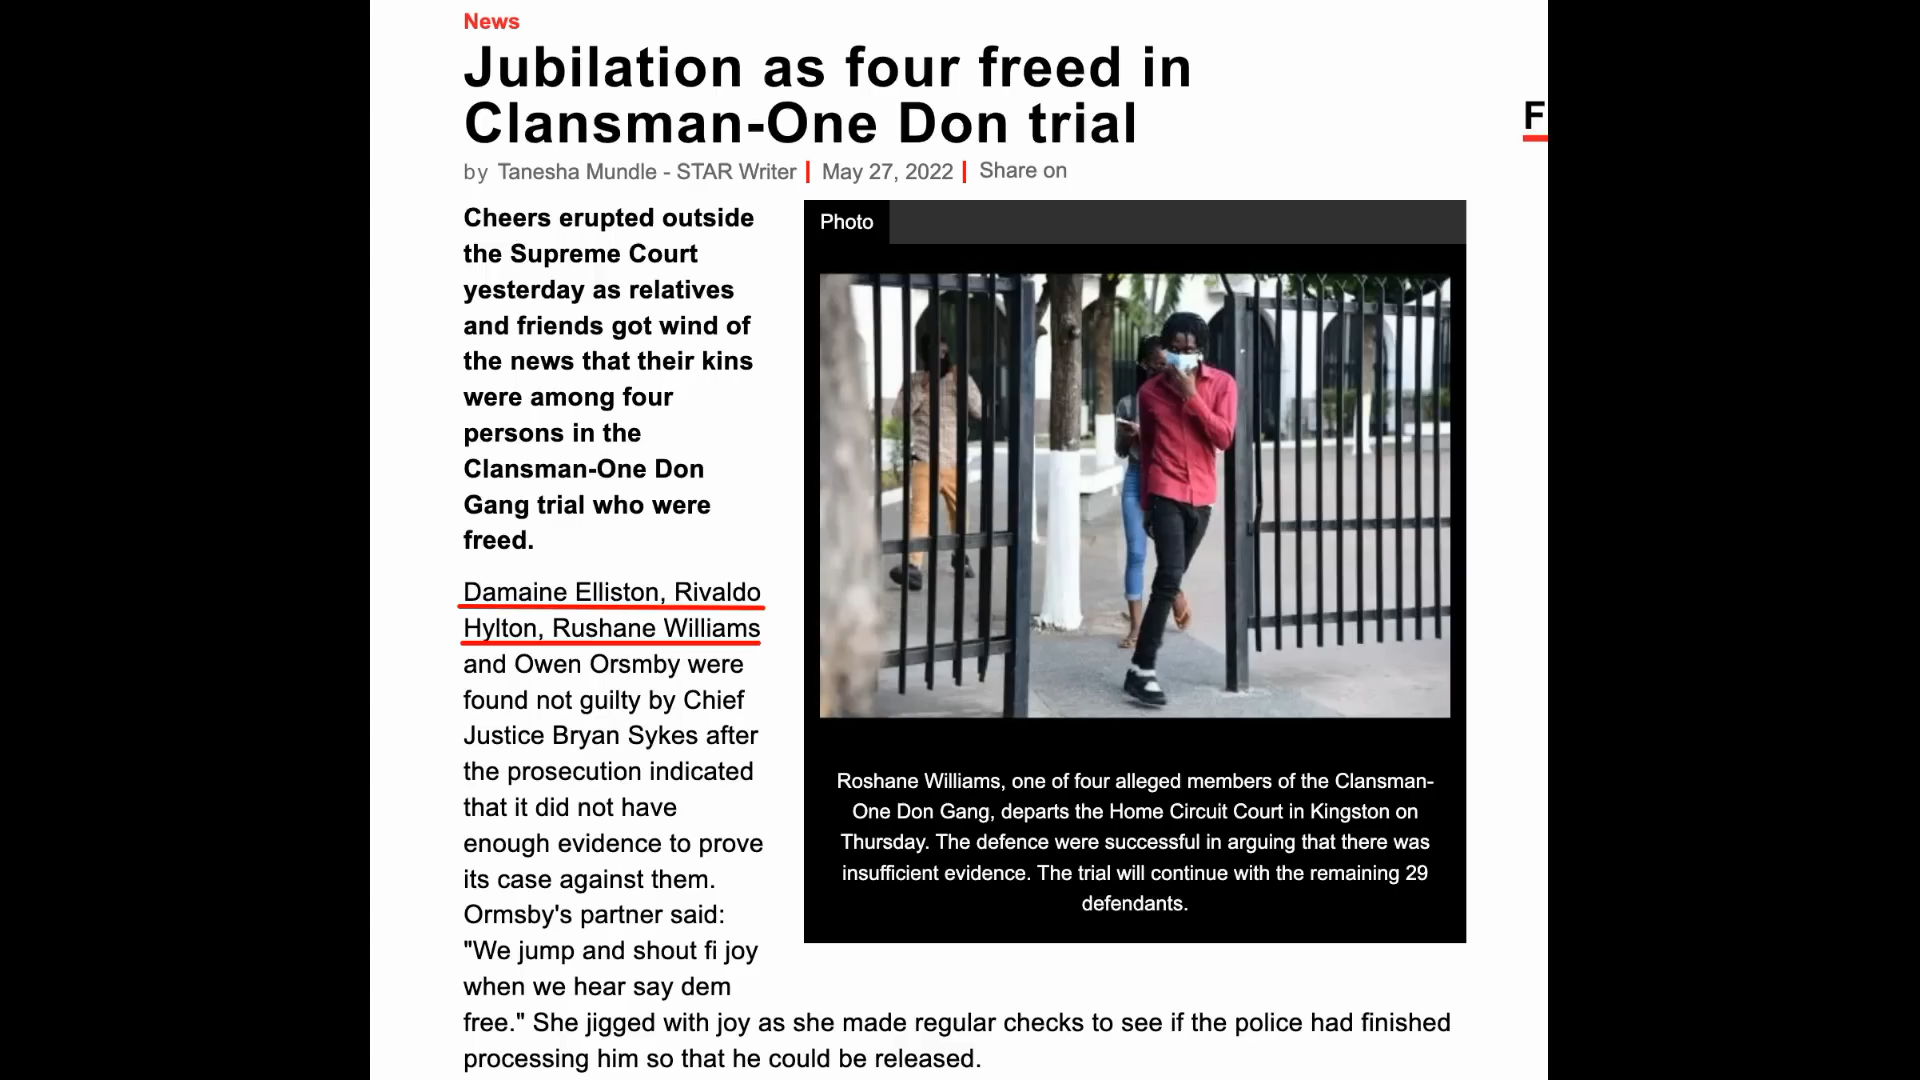 News
Jubilation as four freed in
Clansman-One Don trial
F
by Tanesha Mundle - STAR Writer | May 27, 2022 | Share on
Cheers erupted outside
the Supreme Court
yesterday as relatives
and friends got wind of
the news that their kins
were among four
persons in the
Clansman-One Don
Gang trial who were
freed.
Damaine Elliston, Rivaldo
Hylton, Rushane Williams
and Owen Orsmby were
found not guilty by Chief
Justice Bryan Sykes after
the prosecution indicated
that it did not have
enough evidence to prove
its case against them.
Ormsby's partner said:
"We jump and shout fi joy
when we hear say dem
free." She jigged with joy as she made regular checks to see if the police had finished
processing him so that he could be released.
Photo
Roshane Williams, one of four alleged members of the Clansman-
One Don Gang, departs the Home Circuit Court in Kingston on
Thursday. The defence were successful in arguing that there was
insufficient evidence. The trial will continue with the remaining 29
defendants.